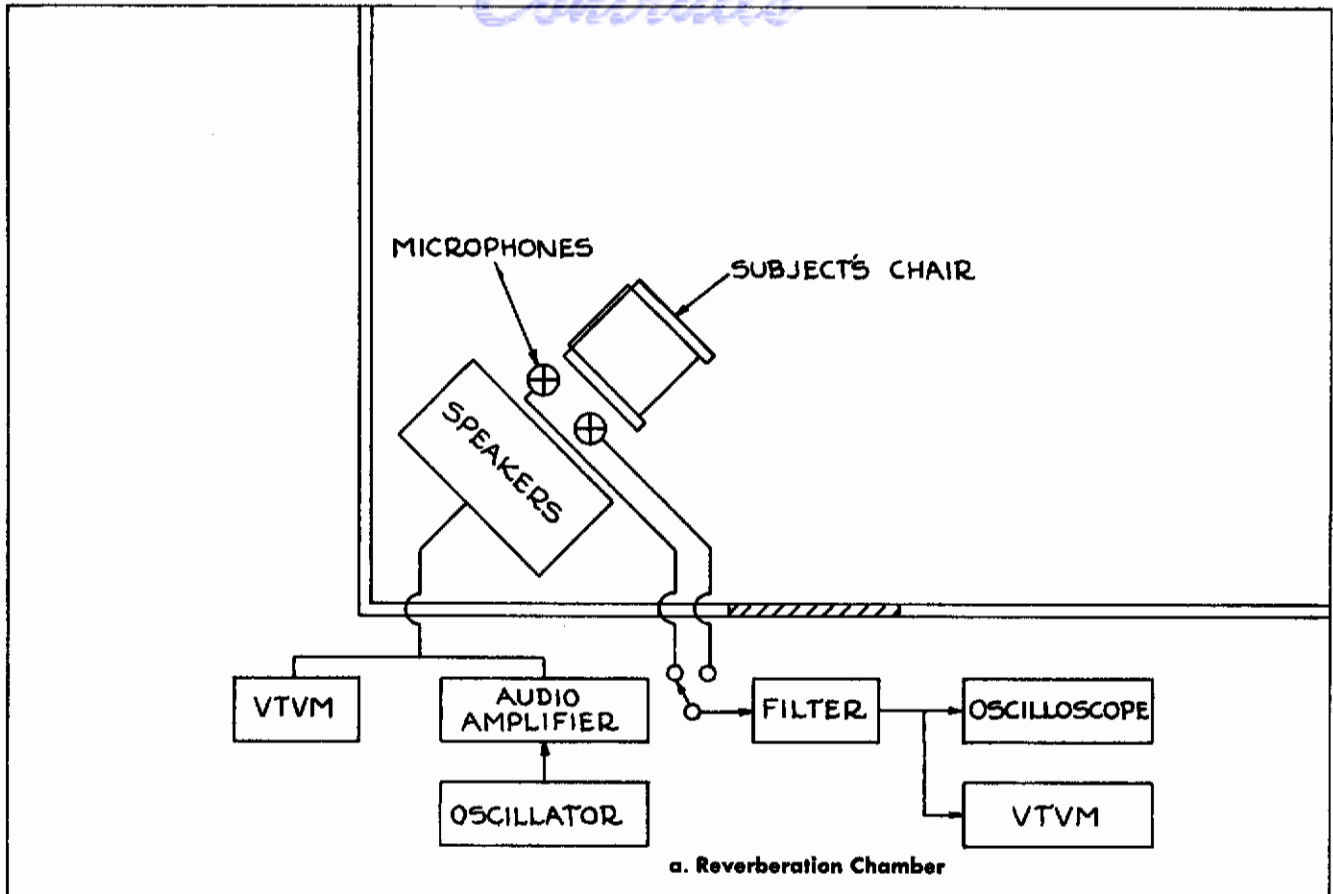 MICROPHONES
SUBJECT'S CHAIR
SPEAKERS
VTVM
AUDIO
AMPLIFIER
FILTER
OSCILLOSCOPE
OSCILLATOR
VTVM
a. Reverberation Chamber